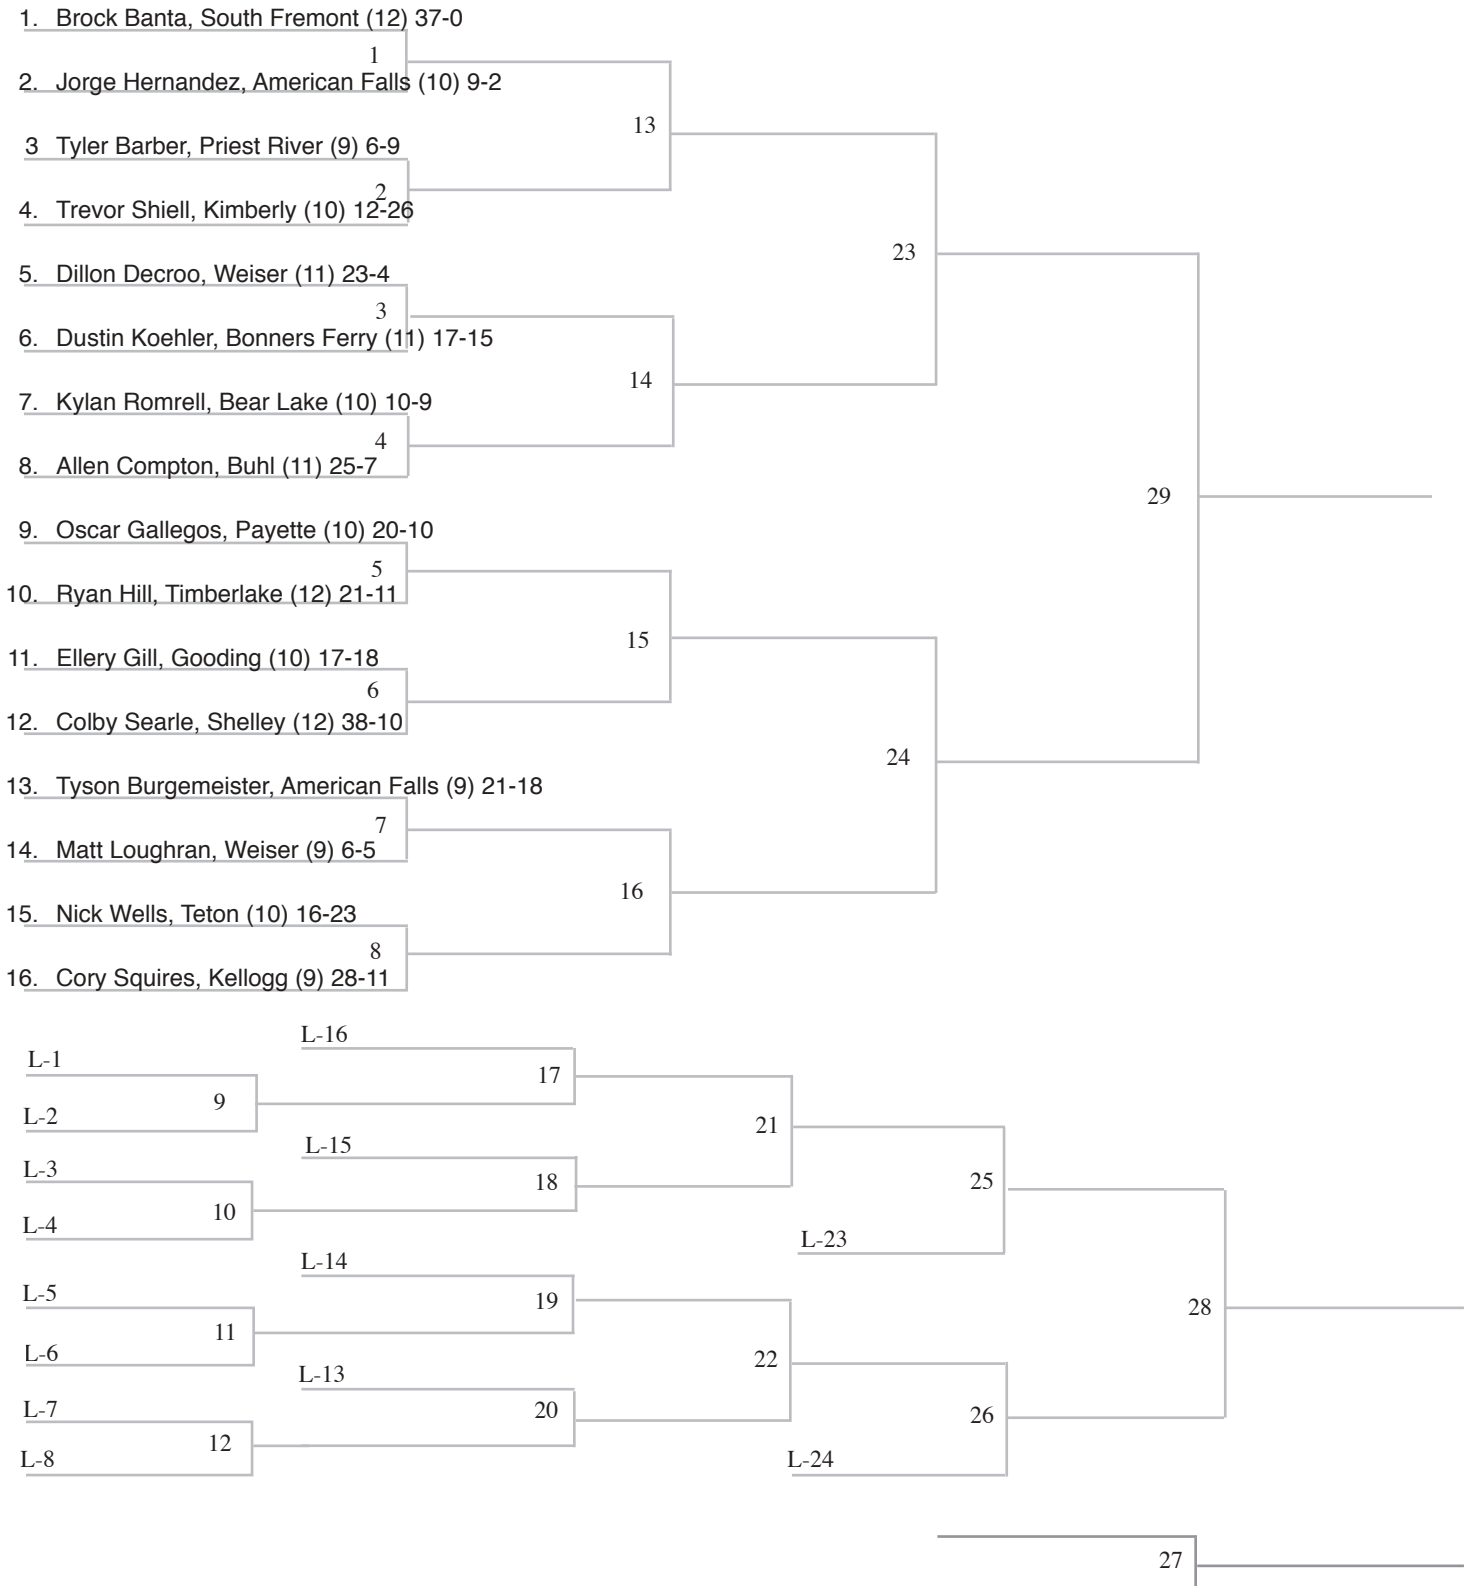 1. Brock Banta, South Fremont (12) 37-0
1
2. Jorge Hernandez, American Falls (10) 9-2
13
3 Tyler Barber, Priest River (9) 6-9
2
4. Trevor Shiell, Kimberly (10) 12-26
23
5. Dillon Decroo, Weiser (11) 23-4
3
6. Dustin Koehler, Bonners Ferry (11) 17-15
14
7. Kylan Romrell, Bear Lake (10) 10-9
4
8. Allen Compton, Buhl (11) 25-7
29
9. Oscar Gallegos, Payette (10) 20-10
5
10. Ryan Hill, Timberlake (12) 21-11
15
11. Ellery Gill, Gooding (10) 17-18
6
12. Colby Searle, Shelley (12) 38-10
24
13. Tyson Burgemeister, American Falls (9) 21-18
7
14. Matt Loughran, Weiser (9) 6-5
16
15. Nick Wells, Teton (10) 16-23
8
16. Cory Squires, Kellogg (9) 28-11
L-16
L-1
17
9
L-2
21
L-15
L-3
18
25
10
L-4
L-23
L-14
L-5
19
28
11
L-6
22
L-13
L-7
20
26
12
L-8
L-24
27